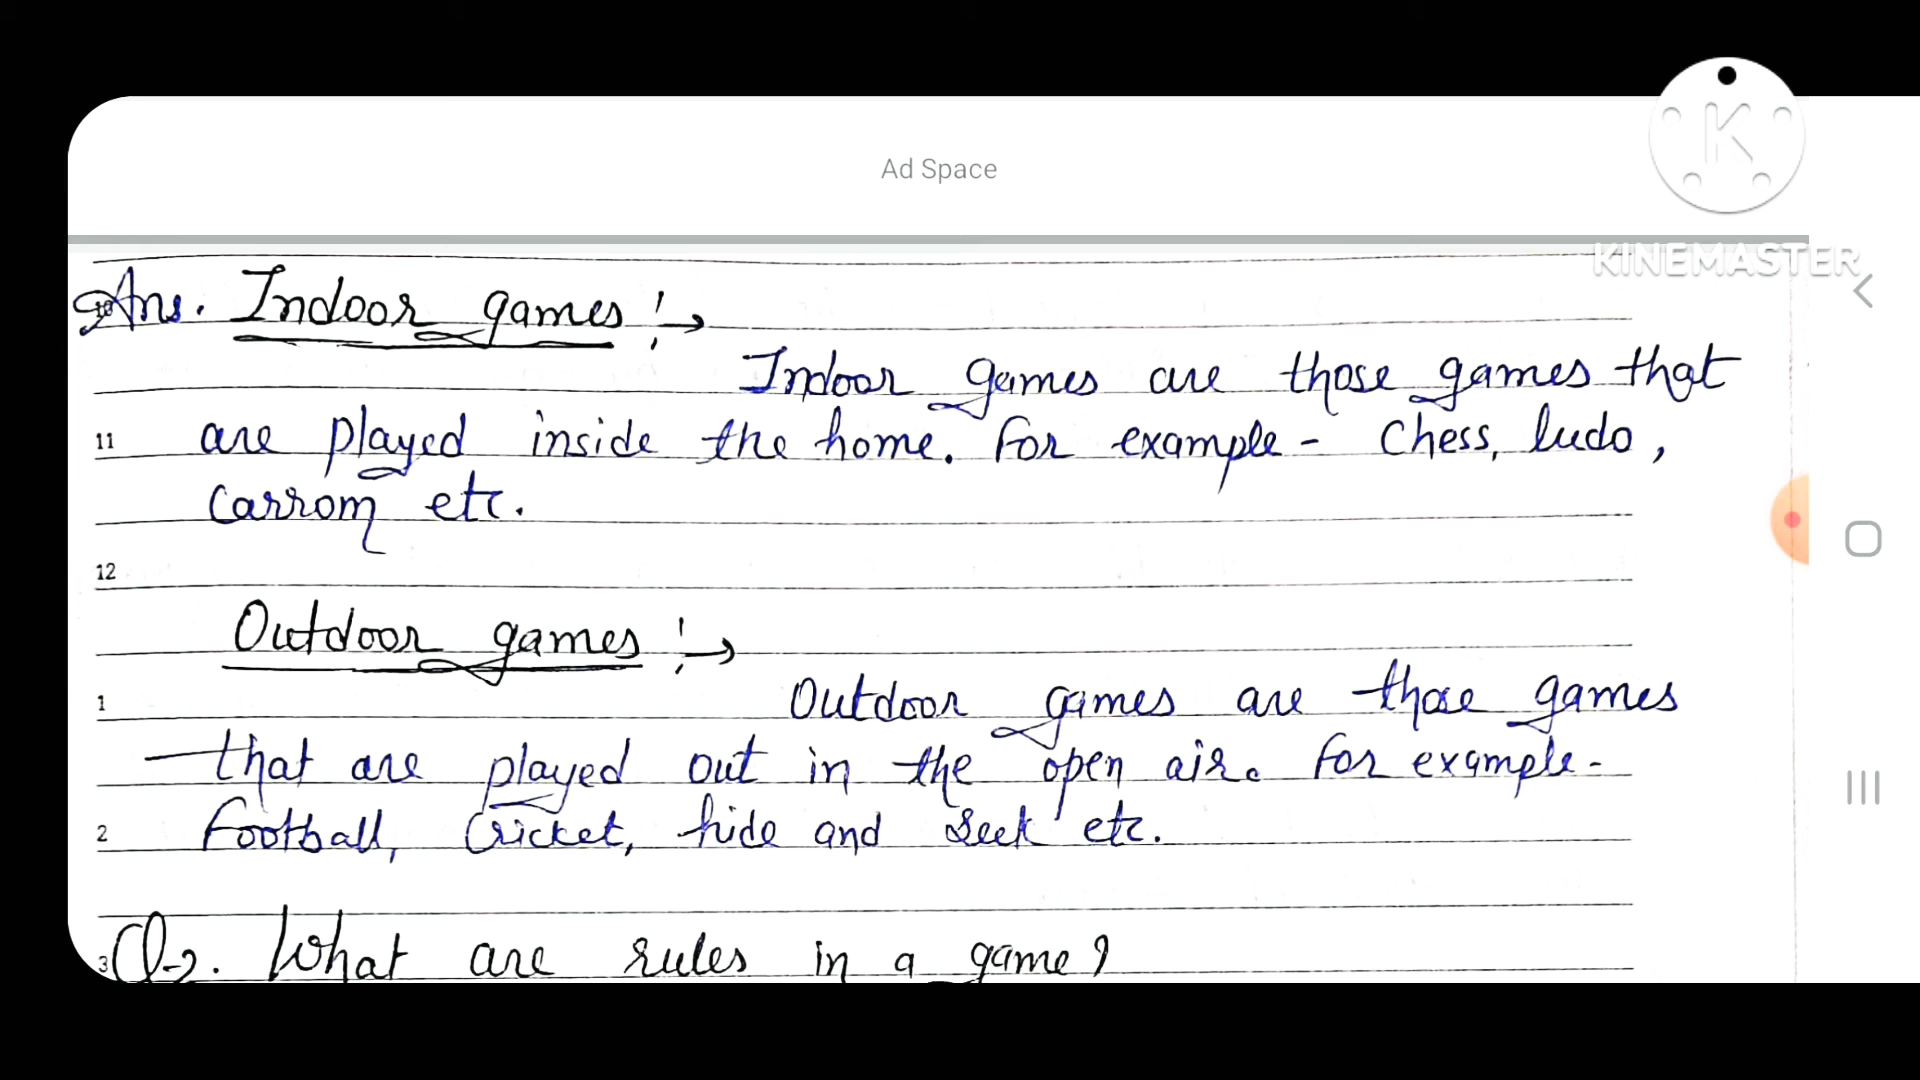 Ad Space
KINEMASTER
Ans. Indoor games :→
Indoor games are those games that
11 are played inside the home. For example - Chess, ludo,
Carrom etc.
12
Outdoor games :→
1 Outdoor games are those games
that are played out in the open air. For example-
2 Football, Cricket, hide and seek etc.
3 Q-2. What are rules in a game?